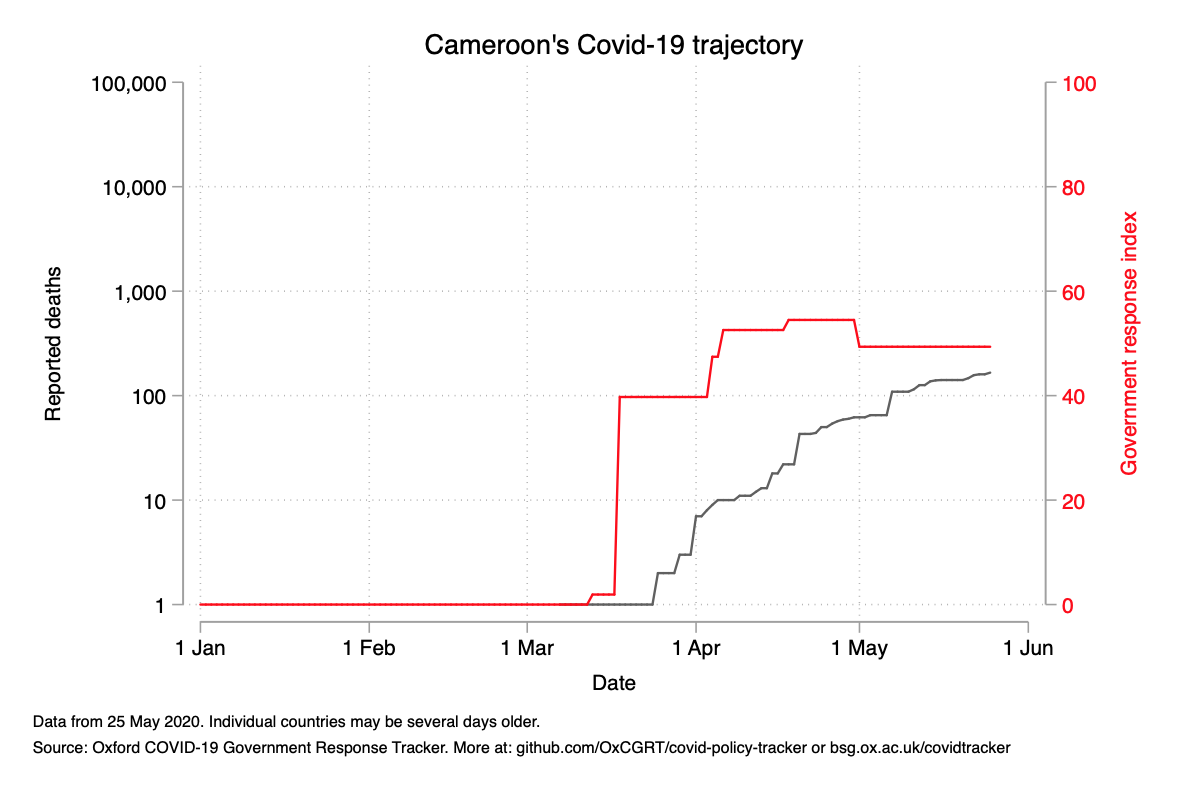 Cameroon's Covid-19 trajectory
100,000
10,000
1,000
100
10
1
Reported deaths
100
80
60
40
20
0
Government response index
1 Jan
1 Feb
1 Mar
1 Apr
1 May
1 Jun
Date
Data from 25 May 2020. Individual countries may be several days older.
Source: Oxford COVID-19 Government Response Tracker. More at: github.com/OxCGRT/covid-policy-tracker or bsg.ox.ac.uk/covidtracker